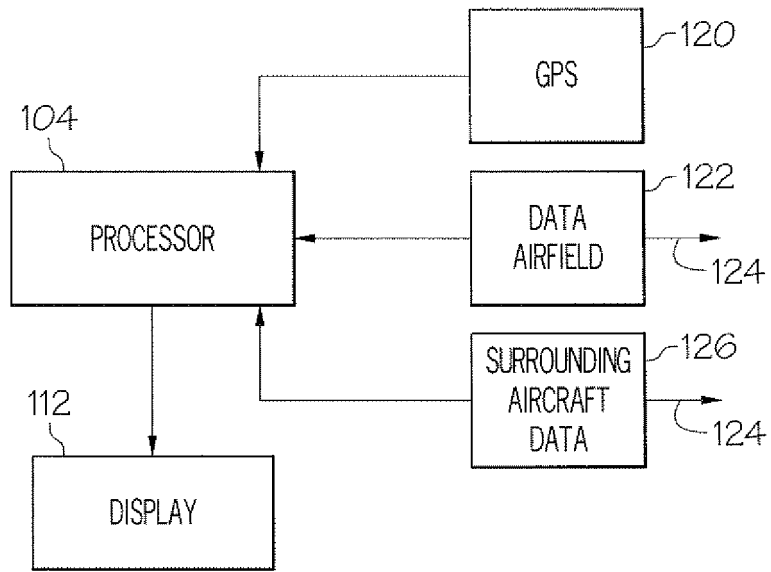 120
GPS
104
PROCESSOR
122
DATA
AIRFIELD
124
126
SURROUNDING
AIRCRAFT
DATA
124
112
DISPLAY